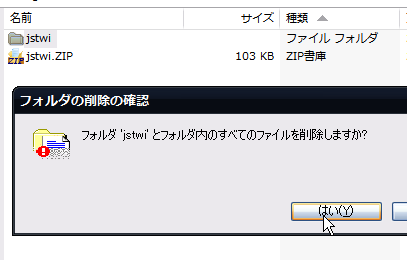 名前 サイズ 種類
jstwi ファイル フォルダ
jstwi.ZIP 103 KB ZIP書庫
フォルダの削除の確認
フォルダ 'jstwi' とフォルダ内のすべてのファイルを削除しますか?
はい(Y)